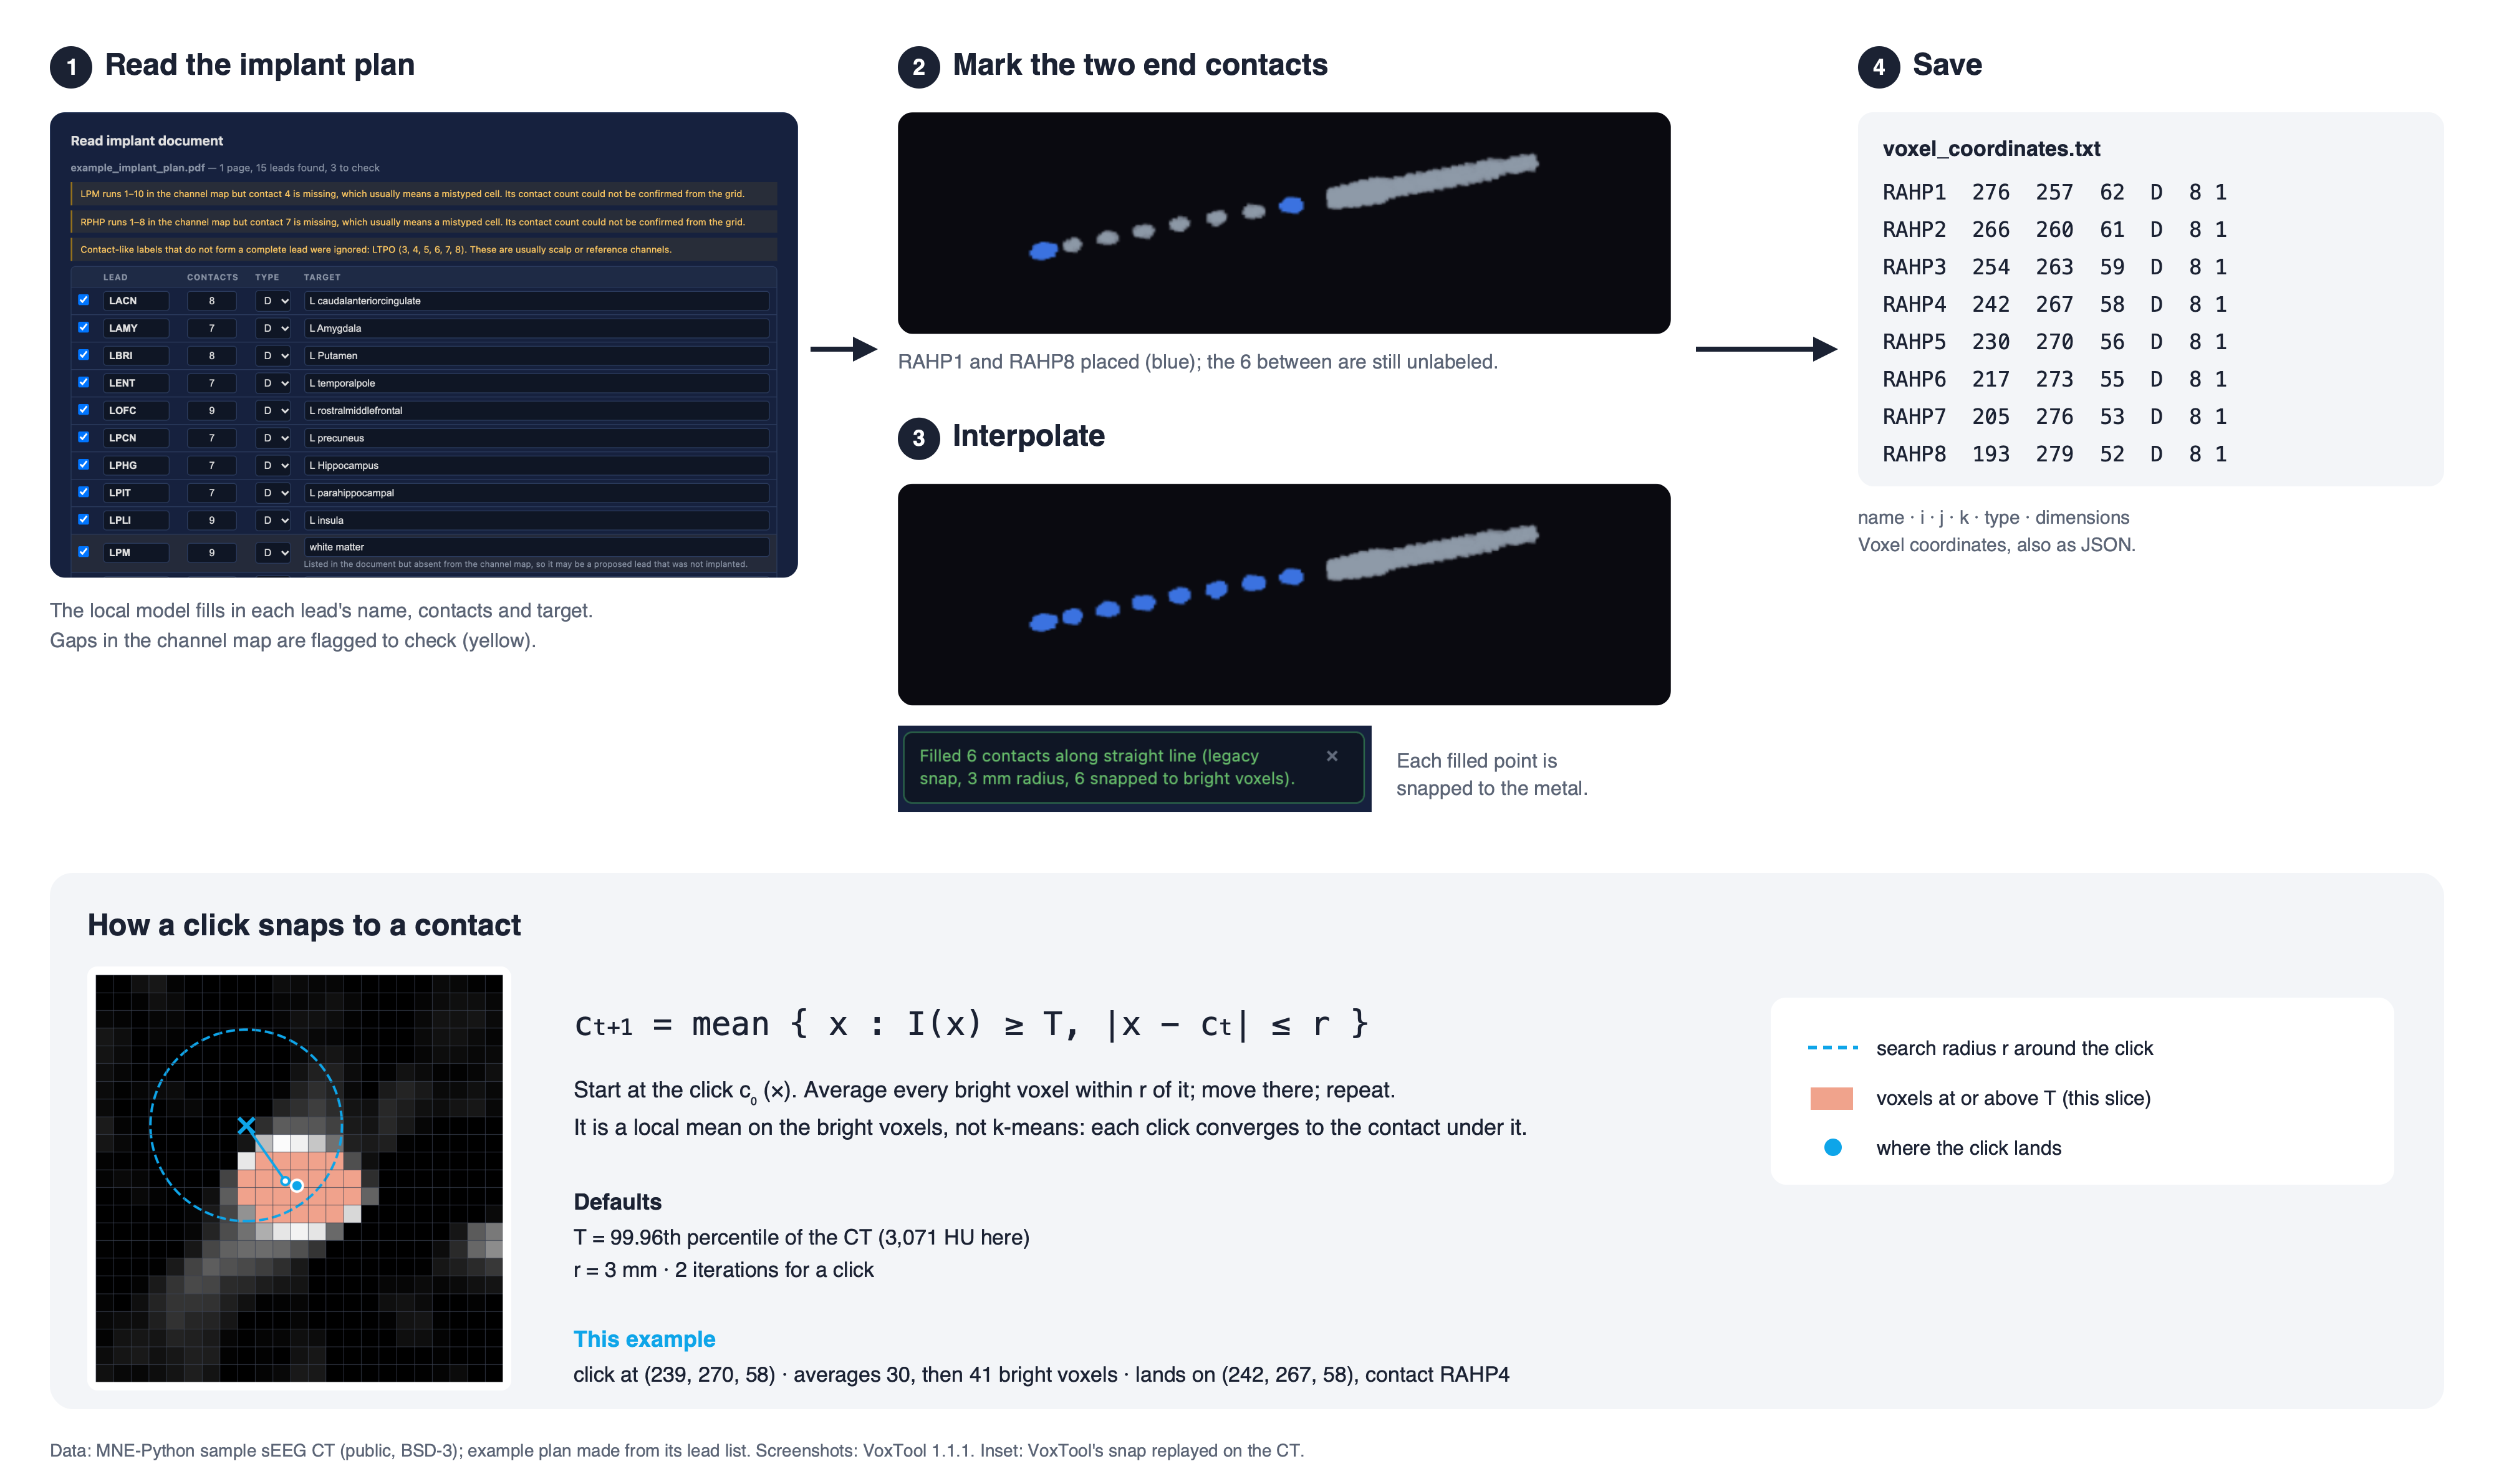 1 Read the implant plan
Read implant document
example_implant_plan.pdf — 1 page, 15 leads found, 3 to check
LPM runs 1–10 in the channel map but contact 4 is missing, which usually means a mistyped cell. Its contact count could not be confirmed from the grid.
RPHP runs 1–8 in the channel map but contact 7 is missing, which usually means a mistyped cell. Its contact count could not be confirmed from the grid.
Contact-like labels that do not form a complete lead were ignored: LTPO (3, 4, 5, 6, 7, 8). These are usually scalp or reference channels.
LEAD CONTACTS TYPE TARGET
LACN 8 D L caudalanteriorcingulate
LAMY 7 D L Amygdala
LBRI 8 D L Putamen
LENT 7 D L temporalpole
LOFC 9 D L rostralmiddlefrontal
LPCN 7 D L precuneus
LPHG 7 D L Hippocampus
LPIT 7 D L parahippocampal
LPLI 9 D L insula
LPM 9 D white matter
Listed in the document but absent from the channel map, so it may be a proposed lead that was not implanted.
The local model fills in each lead's name, contacts and target.
Gaps in the channel map are flagged to check (yellow).
2 Mark the two end contacts
RAHP1 and RAHP8 placed (blue); the 6 between are still unlabeled.
3 Interpolate
Filled 6 contacts along straight line (legacy
snap, 3 mm radius, 6 snapped to bright voxels).
×
Each filled point is
snapped to the metal.
4 Save
voxel_coordinates.txt
RAHP1 276 257 62 D 8 1
RAHP2 266 260 61 D 8 1
RAHP3 254 263 59 D 8 1
RAHP4 242 267 58 D 8 1
RAHP5 230 270 56 D 8 1
RAHP6 217 273 55 D 8 1
RAHP7 205 276 53 D 8 1
RAHP8 193 279 52 D 8 1
name · i · j · k · type · dimensions
Voxel coordinates, also as JSON.
How a click snaps to a contact
cₜ₊₁ = mean { x : I(x) ≥ T, |x − cₜ| ≤ r }
Start at the click c₀ (×). Average every bright voxel within r of it; move there; repeat.
It is a local mean on the bright voxels, not k-means: each click converges to the contact under it.
Defaults
T = 99.96th percentile of the CT (3,071 HU here)
r = 3 mm · 2 iterations for a click
This example
click at (239, 270, 58) · averages 30, then 41 bright voxels · lands on (242, 267, 58), contact RAHP4
search radius r around the click
voxels at or above T (this slice)
where the click lands
Data: MNE-Python sample sEEG CT (public, BSD-3); example plan made from its lead list. Screenshots: VoxTool 1.1.1. Inset: VoxTool's snap replayed on the CT.